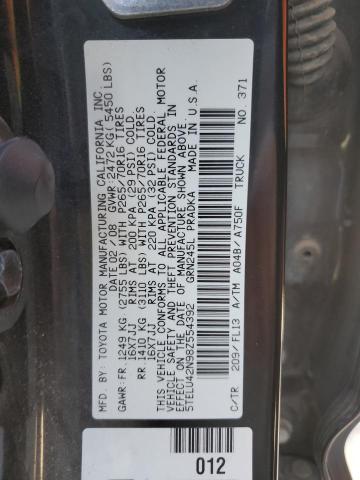 MFD. BY: TOYOTA MOTOR MANUFACTURING CALIFORNIA INC.
DATE: 02 / 08 GVWR 2472 KG( 5450 LBS)
GAWR: FR. 1249 KG (2755 LBS) WITH P265/70R16 TIRES
16X7JJ RIMS AT 200 KPA (29 PSI) COLD.
RR. 1410 KG (3110 LBS) WITH P265/70R16 TIRES
16X7JJ RIMS AT 220 KPA (32 PSI) COLD.
THIS VEHICLE CONFORMS TO ALL APPLICABLE FEDERAL MOTOR
VEHICLE SAFETY AND THEFT PREVENTION STANDARDS IN
EFFECT ON THE DATE OF MANUFACTURE SHOWN ABOVE.
5TELU42N98Z554392 GRN245L PRADKA MADE IN U.S.A.
TRUCK
C/TR 209/FL13 A/TM A04B/A750F NO. 371
012